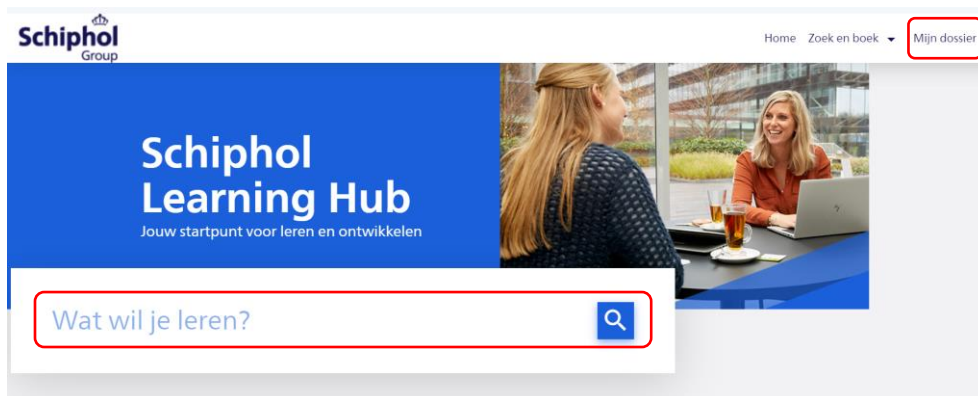 Schiphol
Group
Home Zoek en boek Mijn dossier
Schiphol
Learning Hub
Jouw startpunt voor leren en ontwikkelen
Wat wil je leren?